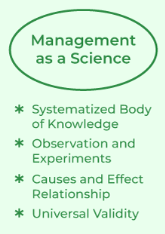 Management
as a Science
* Systematized Body
of Knowledge
* Observation and
Experiments
* Causes and Effect
Relationship
* Universal Validity